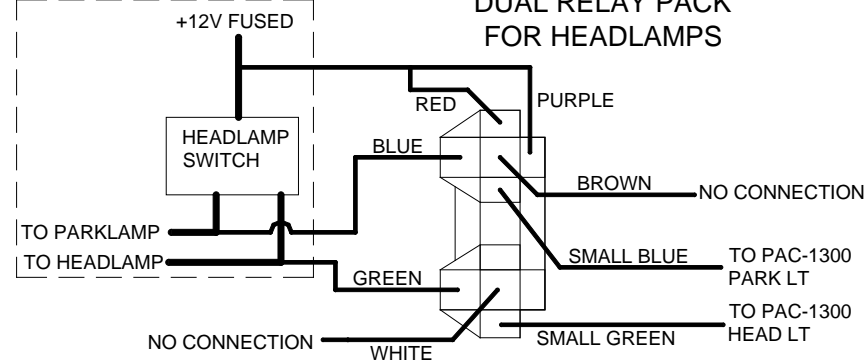 DUAL RELAY PACK
FOR HEADLAMPS
+12V FUSED
RED
PURPLE
HEADLAMP
SWITCH
BLUE
BROWN
NO CONNECTION
TO PARKLAMP
TO HEADLAMP
SMALL BLUE
TO PAC-1300
PARK LT
GREEN
TO PAC-1300
HEAD LT
SMALL GREEN
NO CONNECTION
WHITE